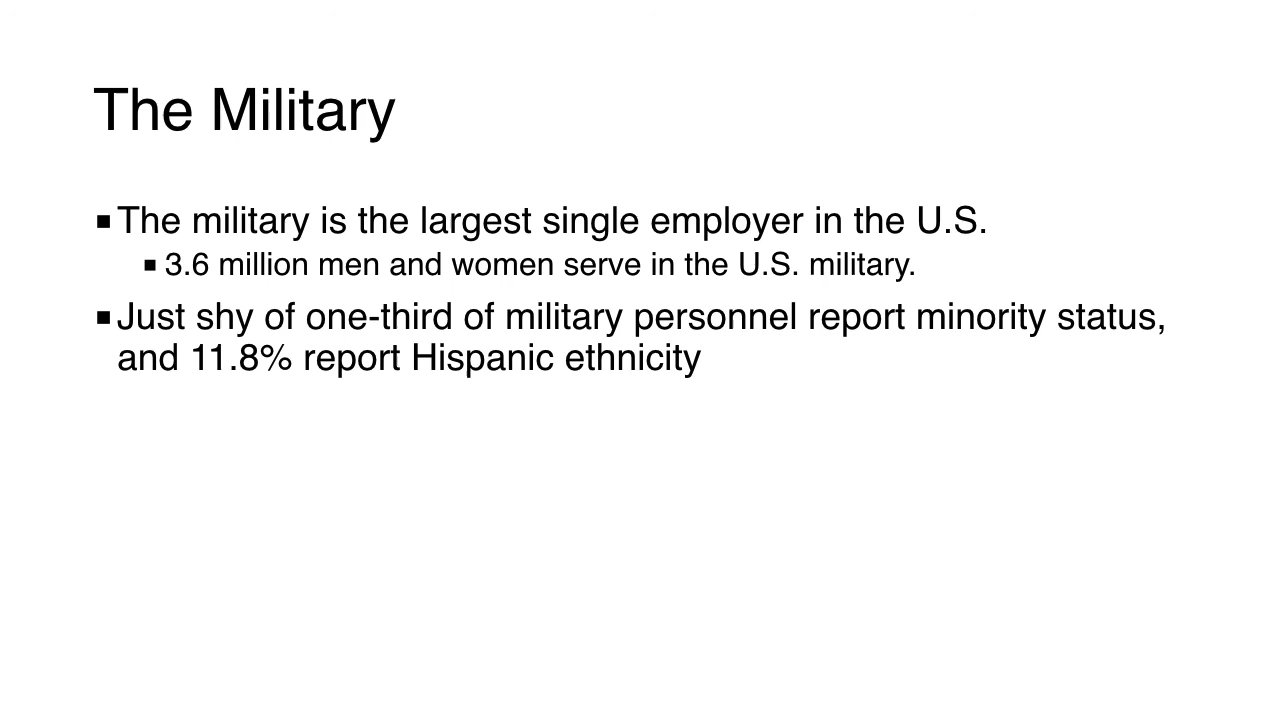 The Military
▪The military is the largest single employer in the U.S.
▪3.6 million men and women serve in the U.S. military.
▪Just shy of one-third of military personnel report minority status,
and 11.8% report Hispanic ethnicity